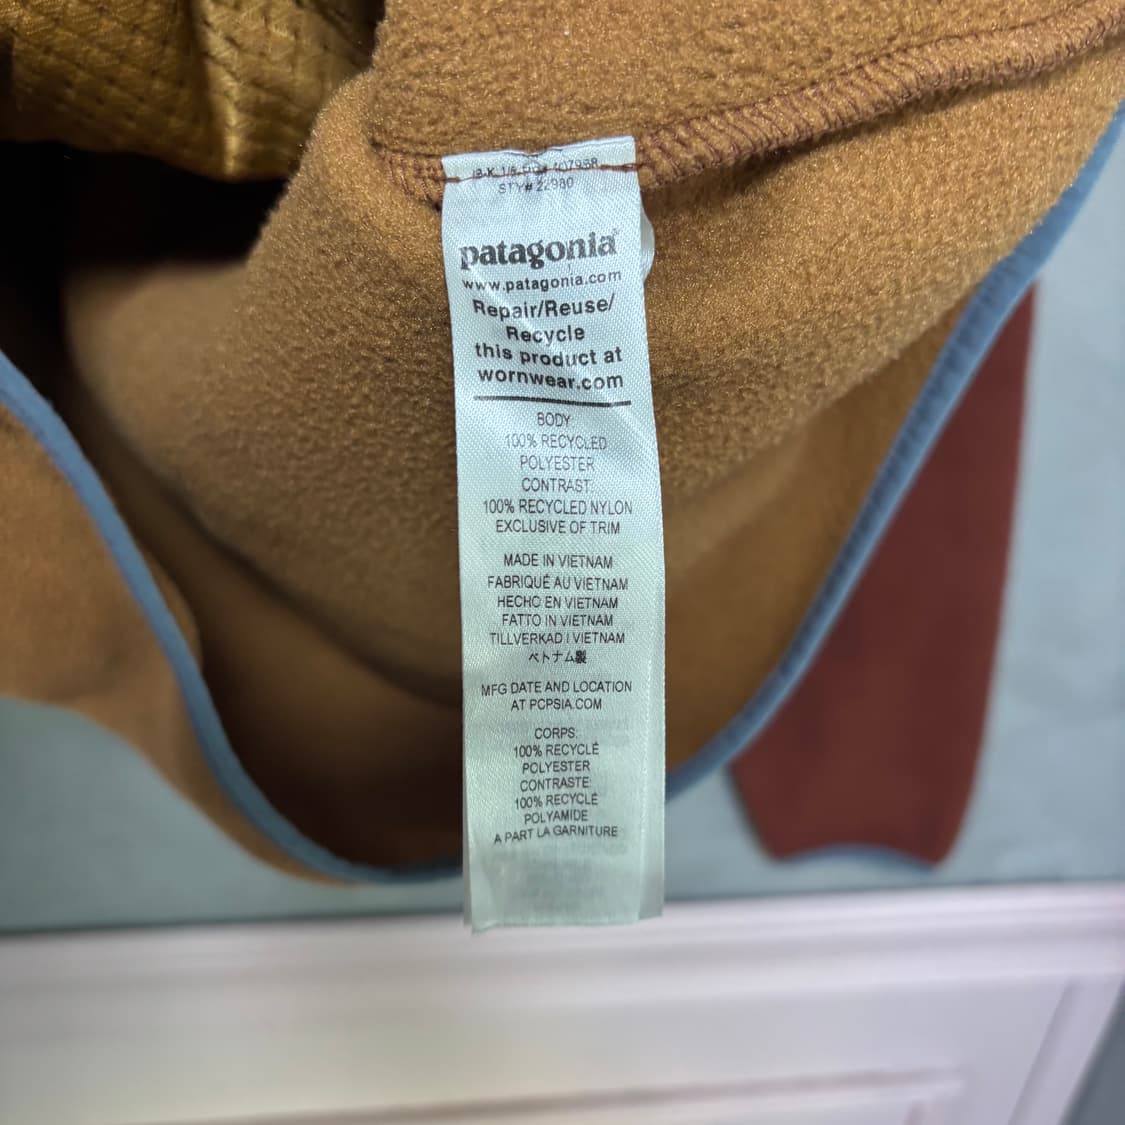 STY# 22980
patagonia®
www.patagonia.com
Repair/Reuse/
Recycle
this product at
wornwear.com
BODY:
100% RECYCLED
POLYESTER
CONTRAST:
100% RECYCLED NYLON
EXCLUSIVE OF TRIM
MADE IN VIETNAM
FABRIQUÉ AU VIETNAM
HECHO EN VIETNAM
FATTO IN VIETNAM
TILLVERKAD I VIETNAM
ベトナム製
MFG DATE AND LOCATION
AT PCPSIA.COM
CORPS:
100% RECYCLÉ
POLYESTER
CONTRASTE:
100% RECYCLÉ
POLYAMIDE
A PART LA GARNITURE